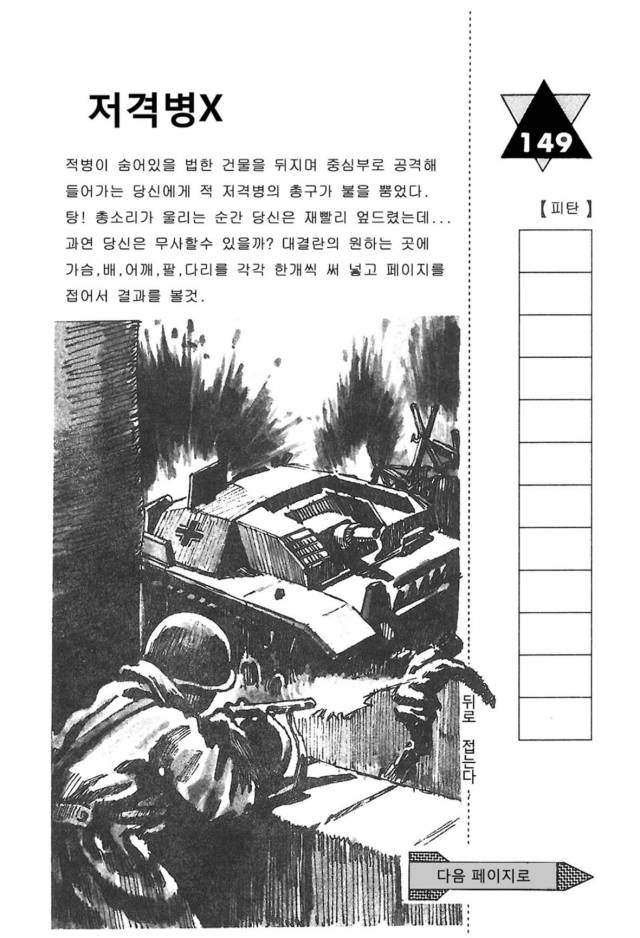 저격병X
149
적병이 숨어있을 법한 건물을 뒤지며 중심부로 공격해
들어가는 당신에게 적 저격병의 총구가 불을 뿜었다.
탕! 총소리가 울리는 순간 당신은 재빨리 엎드렸는데...
과연 당신은 무사할수 있을까? 대결란의 원하는 곳에
가슴,배,어깨,팔,다리를 각각 한개씩 써 넣고 페이지를
접어서 결과를 볼것.
【피탄 】
뒤로 접는다
다음 페이지로